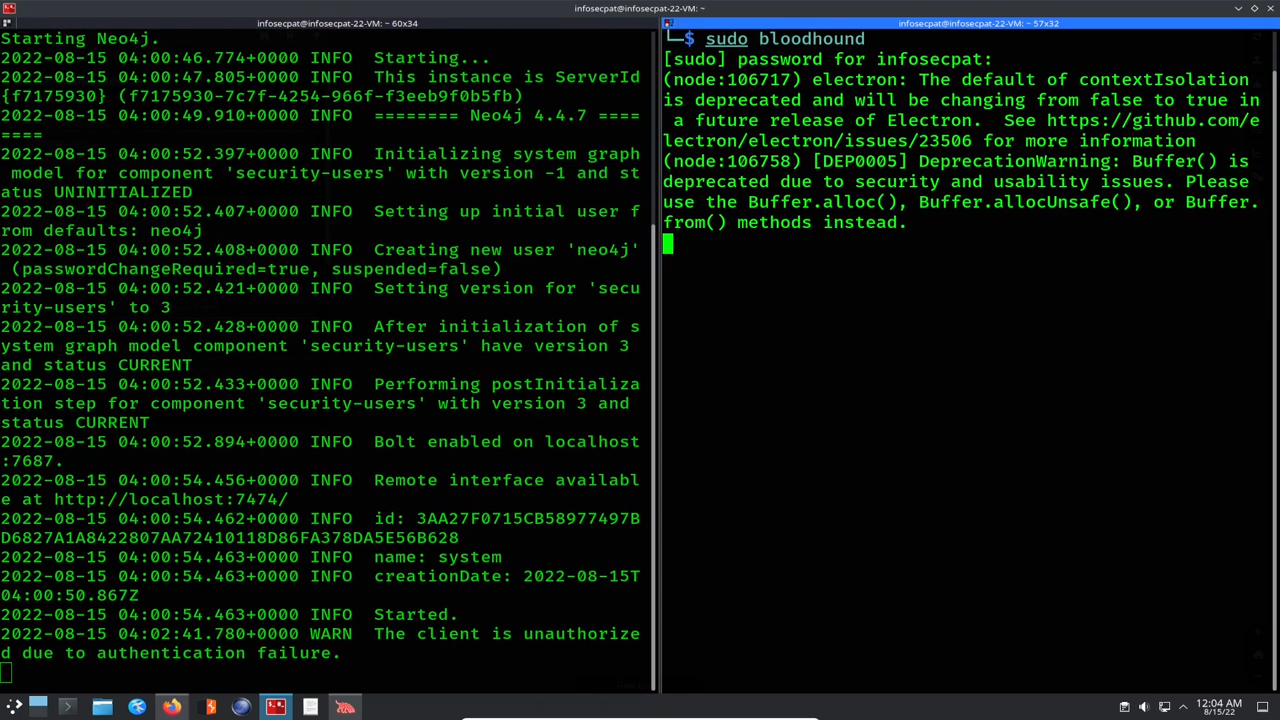 infosecpat@infosecpat-22-VM: ~
infosecpat@infosecpat-22-VM: ~ 60x34
Starting Neo4j.
2022-08-15 04:00:46.774+0000 INFO  Starting...
2022-08-15 04:00:47.805+0000 INFO  This instance is ServerId
{f7175930} (f7175930-7c7f-4254-966f-f3eeb9f0b5fb)
2022-08-15 04:00:49.910+0000 INFO  ======== Neo4j 4.4.7 ====
====
2022-08-15 04:00:52.397+0000 INFO  Initializing system graph
 model for component 'security-users' with version -1 and st
atus UNINITIALIZED
2022-08-15 04:00:52.407+0000 INFO  Setting up initial user f
rom defaults: neo4j
2022-08-15 04:00:52.408+0000 INFO  Creating new user 'neo4j'
 (passwordChangeRequired=true, suspended=false)
2022-08-15 04:00:52.421+0000 INFO  Setting version for 'secu
rity-users' to 3
2022-08-15 04:00:52.428+0000 INFO  After initialization of s
ystem graph model component 'security-users' have version 3
and status CURRENT
2022-08-15 04:00:52.433+0000 INFO  Performing postInitializa
tion step for component 'security-users' with version 3 and
status CURRENT
2022-08-15 04:00:52.894+0000 INFO  Bolt enabled on localhost
:7687.
2022-08-15 04:00:54.456+0000 INFO  Remote interface availabl
e at http://localhost:7474/
2022-08-15 04:00:54.462+0000 INFO  id: 3AA27F0715CB58977497B
D6827A1A8422807AA72410118D86FA378DA5E56B628
2022-08-15 04:00:54.463+0000 INFO  name: system
2022-08-15 04:00:54.463+0000 INFO  creationDate: 2022-08-15T
04:00:50.867Z
2022-08-15 04:00:54.463+0000 INFO  Started.
2022-08-15 04:02:41.780+0000 WARN  The client is unauthorize
d due to authentication failure.
infosecpat@infosecpat-22-VM: ~ 57x32
└─$ sudo bloodhound
[sudo] password for infosecpat:
(node:106717) electron: The default of contextIsolation
is deprecated and will be changing from false to true in
 a future release of Electron.  See https://github.com/e
lectron/electron/issues/23506 for more information
(node:106758) [DEP0005] DeprecationWarning: Buffer() is
deprecated due to security and usability issues. Please
use the Buffer.alloc(), Buffer.allocUnsafe(), or Buffer.
from() methods instead.
12:04 AM
8/15/22